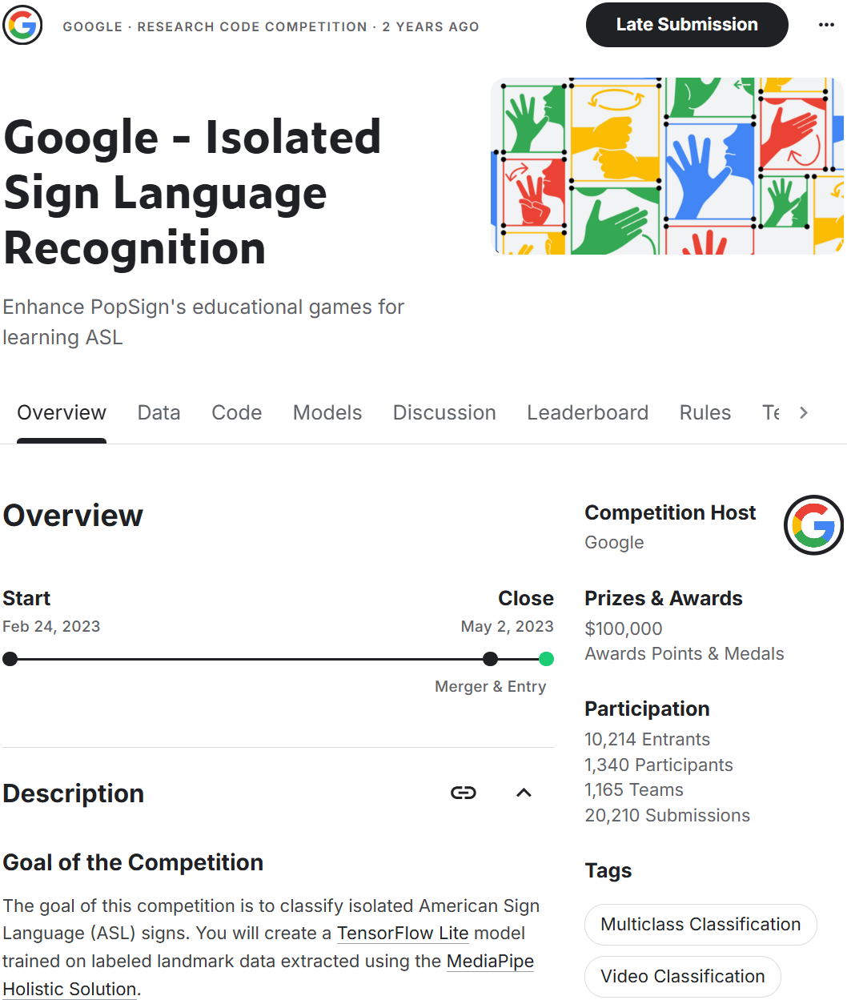 GOOGLE · RESEARCH CODE COMPETITION · 2 YEARS AGO
Late Submission
Google - Isolated
Sign Language
Recognition
Enhance PopSign's educational games for
learning ASL
Overview Data Code Models Discussion Leaderboard Rules Te
Overview
Start
Feb 24, 2023
Close
May 2, 2023
Merger & Entry
Description
Goal of the Competition
The goal of this competition is to classify isolated American Sign
Language (ASL) signs. You will create a TensorFlow Lite model
trained on labeled landmark data extracted using the MediaPipe
Holistic Solution.
Competition Host
Google
Prizes & Awards
$100,000
Awards Points & Medals
Participation
10,214 Entrants
1,340 Participants
1,165 Teams
20,210 Submissions
Tags
Multiclass Classification
Video Classification